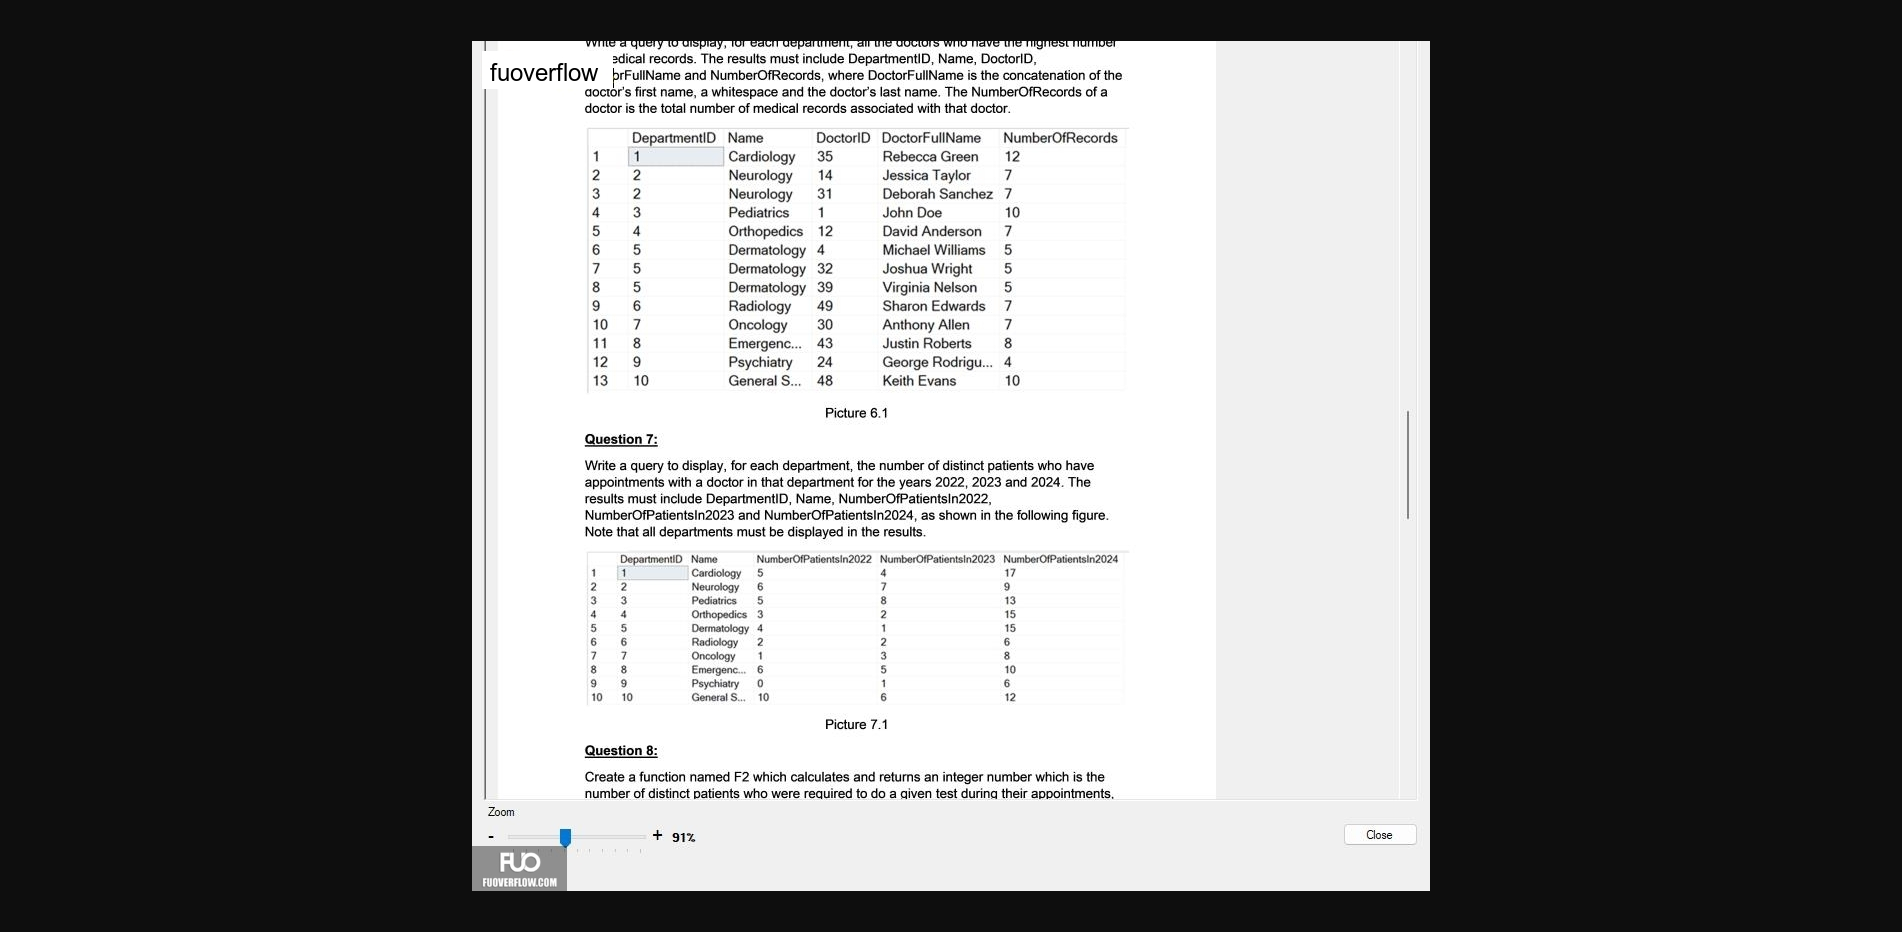 Write a query to display, for each department, all the doctors who have the highest number
fuoverflow
edical records. The results must include DepartmentID, Name, DoctorID,
orFullName and NumberOfRecords, where DoctorFullName is the concatenation of the
doctor's first name, a whitespace and the doctor's last name. The NumberOfRecords of a
doctor is the total number of medical records associated with that doctor.
DepartmentID Name DoctorID DoctorFullName NumberOfRecords
1 1 Cardiology 35 Rebecca Green 12
2 2 Neurology 14 Jessica Taylor 7
3 2 Neurology 31 Deborah Sanchez 7
4 3 Pediatrics 1 John Doe 10
5 4 Orthopedics 12 David Anderson 7
6 5 Dermatology 4 Michael Williams 5
7 5 Dermatology 32 Joshua Wright 5
8 5 Dermatology 39 Virginia Nelson 5
9 6 Radiology 49 Sharon Edwards 7
10 7 Oncology 30 Anthony Allen 7
11 8 Emergenc... 43 Justin Roberts 8
12 9 Psychiatry 24 George Rodrigu... 4
13 10 General S... 48 Keith Evans 10
Picture 6.1
Question 7:
Write a query to display, for each department, the number of distinct patients who have
appointments with a doctor in that department for the years 2022, 2023 and 2024. The
results must include DepartmentID, Name, NumberOfPatientsIn2022,
NumberOfPatientsIn2023 and NumberOfPatientsIn2024, as shown in the following figure.
Note that all departments must be displayed in the results.
DepartmentID Name NumberOfPatientsIn2022 NumberOfPatientsIn2023 NumberOfPatientsIn2024
1 1 Cardiology 5 4 17
2 2 Neurology 6 7 9
3 3 Pediatrics 5 8 13
4 4 Orthopedics 3 2 15
5 5 Dermatology 4 1 15
6 6 Radiology 2 2 6
7 7 Oncology 1 3 8
8 8 Emergenc... 6 5 10
9 9 Psychiatry 0 1 6
10 10 General S... 10 6 12
Picture 7.1
Question 8:
Create a function named F2 which calculates and returns an integer number which is the
number of distinct patients who were required to do a given test during their appointments,
Zoom
- + 91%
Close
FUO
FUOVERFLOW.COM